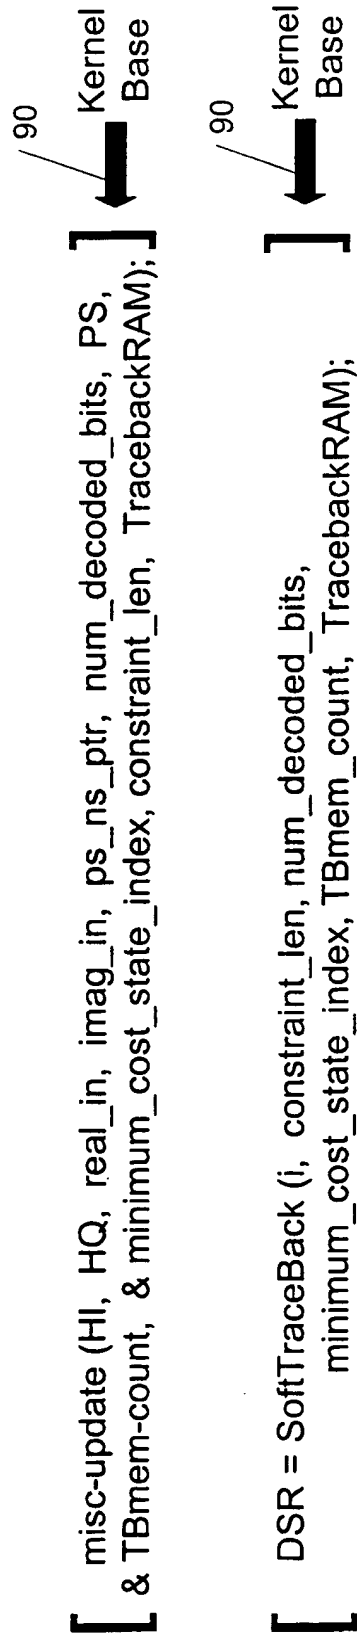 90
[ misc-update (HI, HQ, real_in, imag_in, ps_ns_ptr, num_decoded_bits, PS, ] Kernel
& TBmem-count, & minimum_cost_state_index, constraint_len, TracebackRAM); Base
90
[ DSR = SoftTraceBack (i, constraint_len, num_decoded_bits, ] Kernel
minimum_cost_state_index, TBmem_count, TracebackRAM); Base